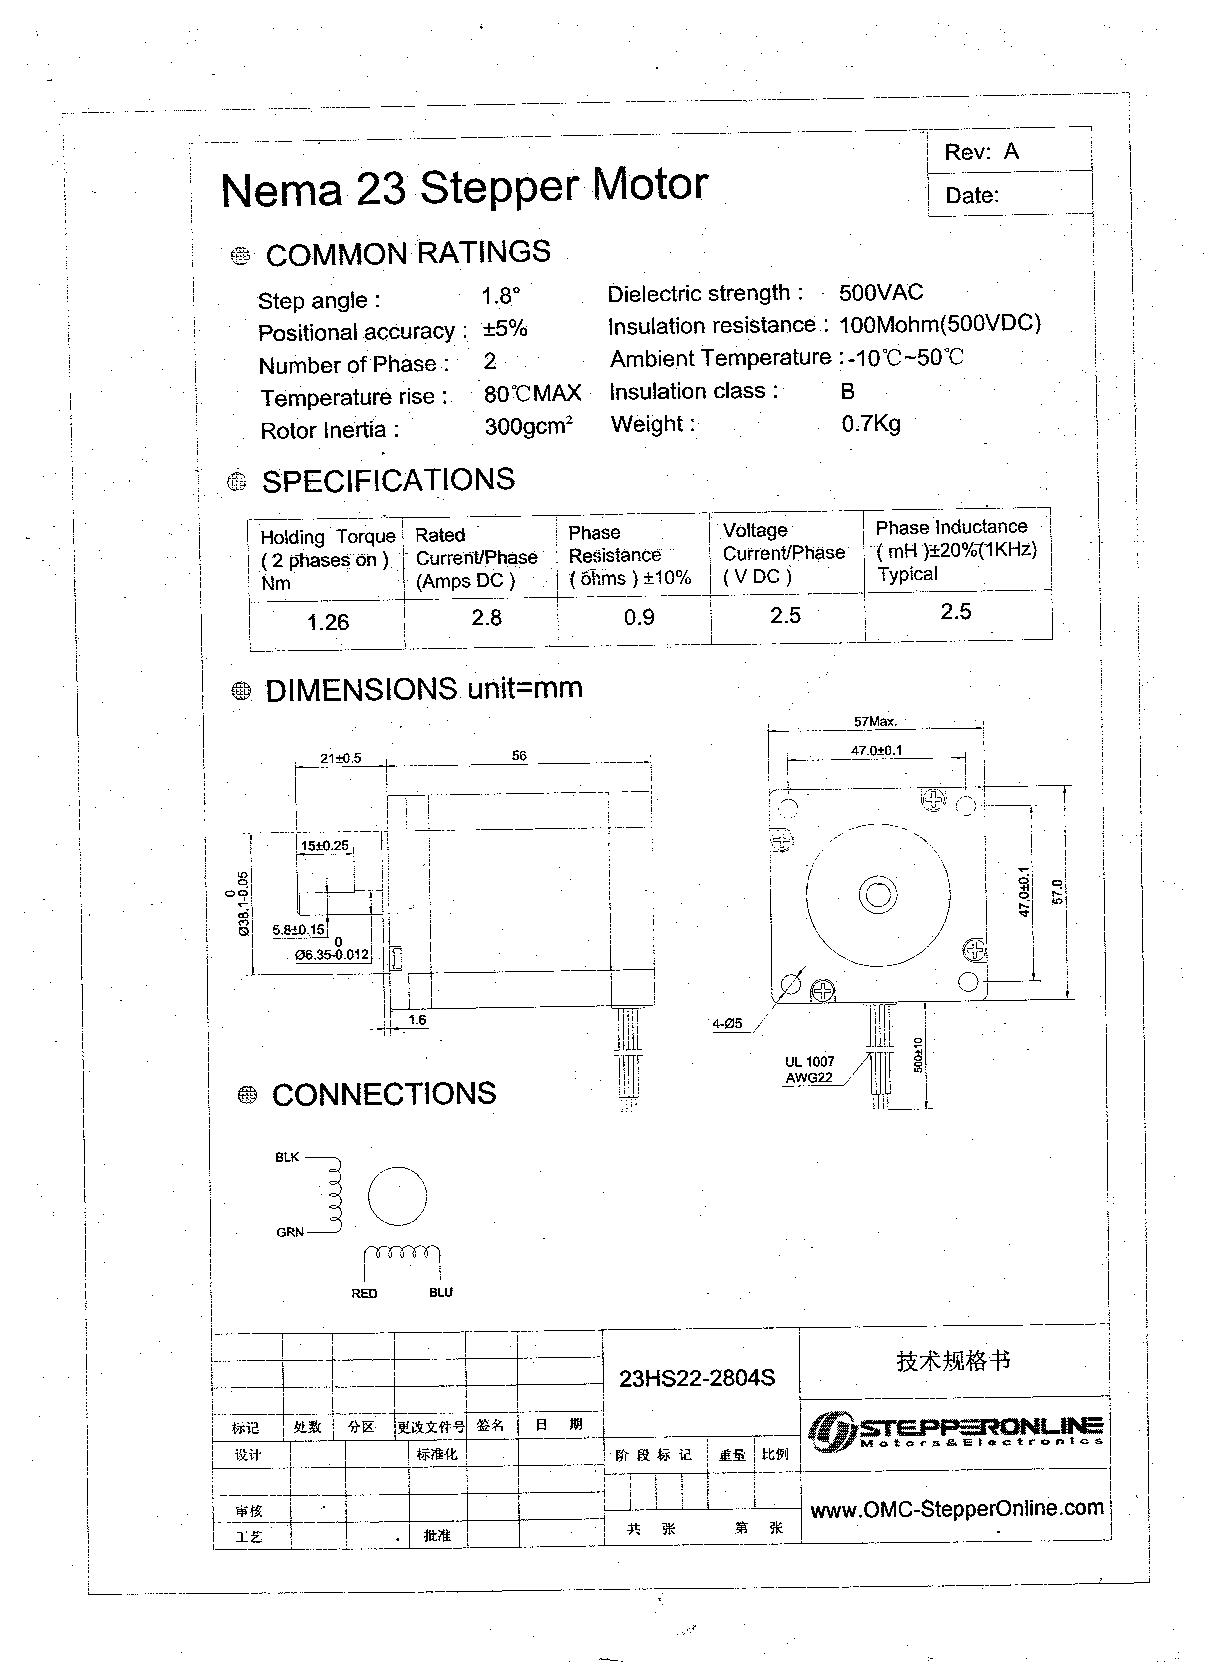 Rev: A
Date:
Nema 23 Stepper Motor
COMMON RATINGS
Step angle : 1.8° Dielectric strength : 500VAC
Positional accuracy : ±5% Insulation resistance : 100Mohm(500VDC)
Number of Phase : 2 Ambient Temperature : -10℃~50℃
Temperature rise : 80℃MAX Insulation class : B
Rotor Inertia : 300gcm² Weight : 0.7Kg
SPECIFICATIONS
Holding Torque Rated Phase Voltage Phase Inductance
( 2 phases on ) Current/Phase Resistance Current/Phase ( mH )±20%(1KHz)
Nm (Amps DC ) ( ohms ) ±10% ( V DC ) Typical
1.26 2.8 0.9 2.5 2.5
DIMENSIONS unit=mm
57Max.
21±0.5 56 47.0±0.1
15±0.25
0
Ø38.1-0.05
5.8±0.15
0
Ø6.35-0.012
47.0±0.1
57.0
1.6
4-Ø5
UL 1007
AWG22
500±10
CONNECTIONS
BLK
GRN
RED BLU
23HS22-2804S
技术规格书
标记 处数 分区 更改文件号 签名 日 期
STEPPERONLINE
Motors&Electronics
设计 标准化 阶段标记 重量 比例
审核
www.OMC-StepperOnline.com
工艺 批准 共 张 第 张